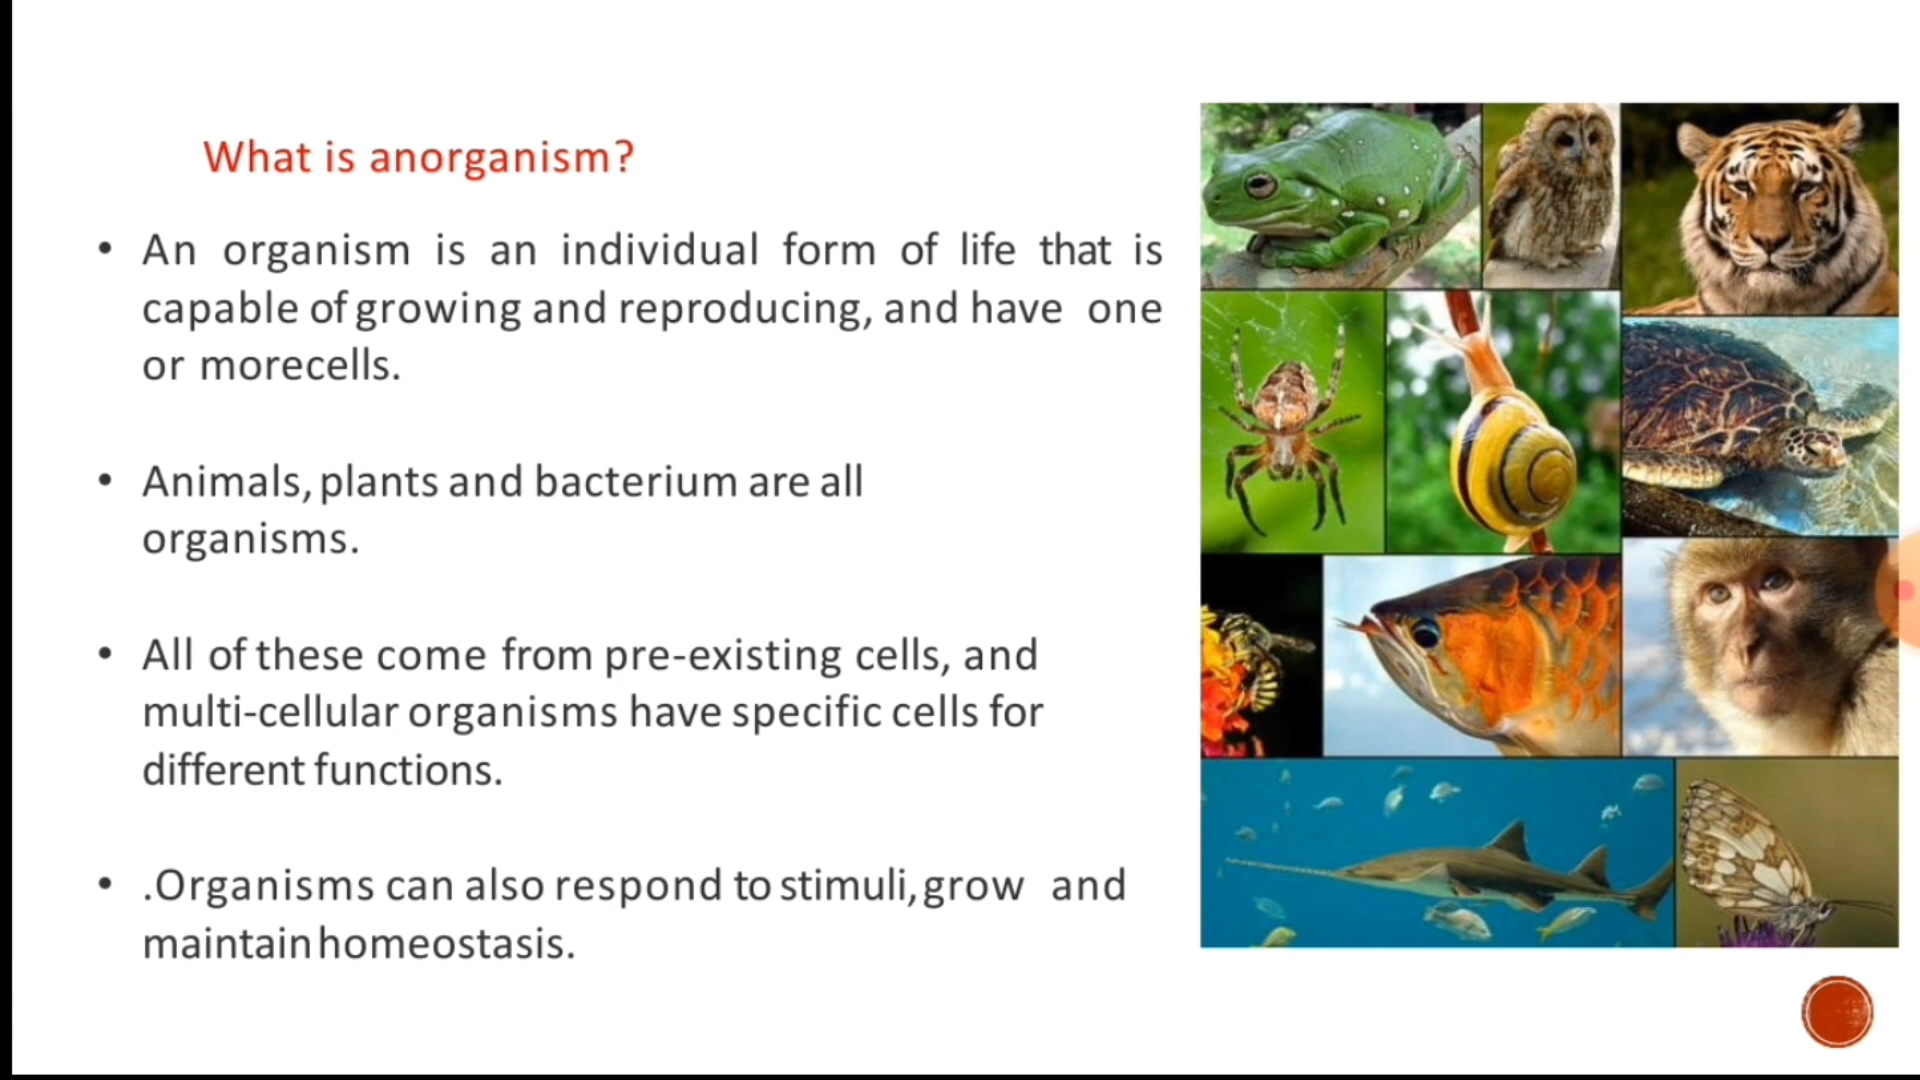 What is anorganism?
• An organism is an individual form of life that is
capable of growing and reproducing, and have one
or morecells.
• Animals, plants and bacterium are all
organisms.
• All of these come from pre-existing cells, and
multi-cellular organisms have specific cells for
different functions.
• .Organisms can also respond to stimuli, grow and
maintain homeostasis.